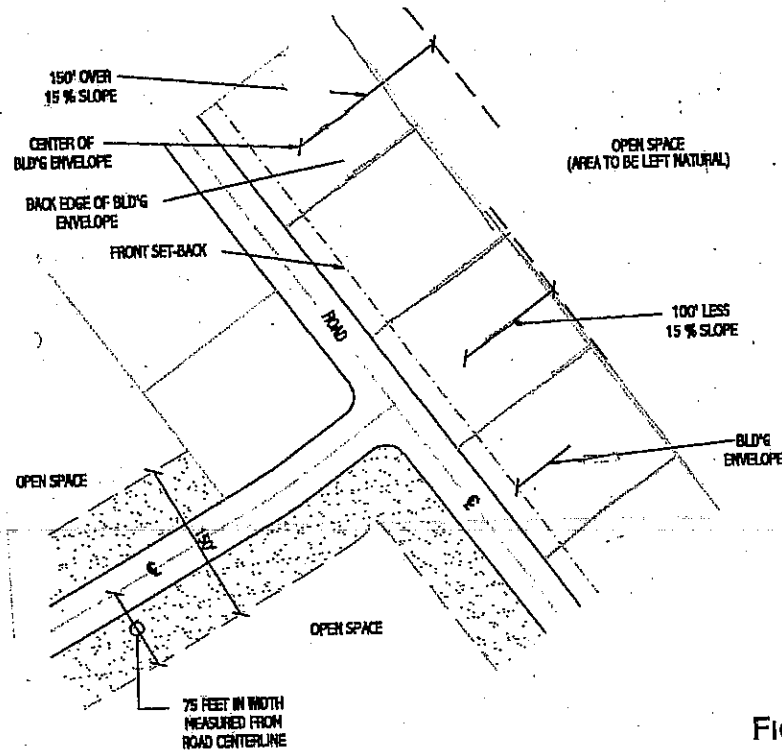 150' OVER
15 % SLOPE
CENTER OF
BLD'G ENVELOPE
OPEN SPACE
(AREA TO BE LEFT NATURAL)
BACK EDGE OF BLD'G
ENVELOPE
FRONT SET-BACK
ROAD
100' LESS
15 % SLOPE
BLD'G
ENVELOPE
OPEN SPACE
150'
℄
℄
OPEN SPACE
75 FEET IN WIDTH
MEASURED FROM
ROAD CENTERLINE